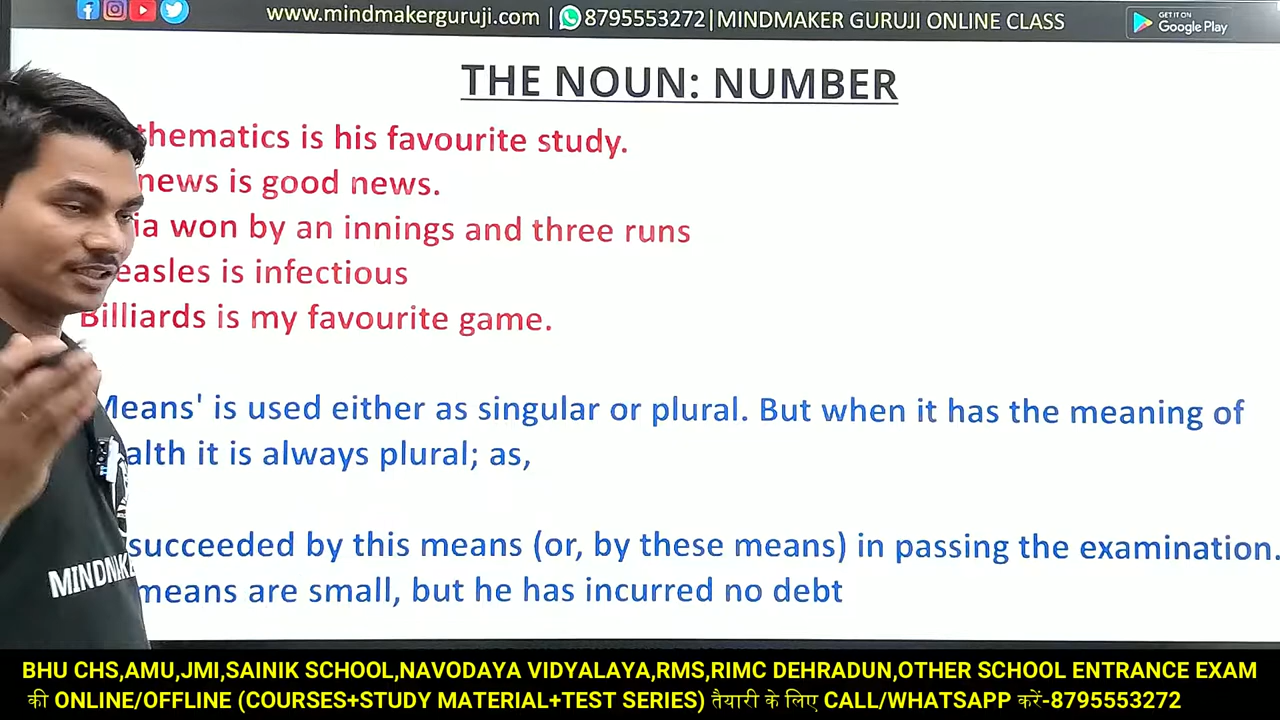 www.mindmakerguruji.com | 8795553272|MINDMAKER GURUJI ONLINE CLASS
GET IT ON
Google Play
THE NOUN: NUMBER
thematics is his favourite study.
news is good news.
ia won by an innings and three runs
easles is infectious
Billiards is my favourite game.
Means' is used either as singular or plural. But when it has the meaning of
alth it is always plural; as,
succeeded by this means (or, by these means) in passing the examination.
means are small, but he has incurred no debt
MINDMAKE
BHU CHS,AMU,JMI,SAINIK SCHOOL,NAVODAYA VIDYALAYA,RMS,RIMC DEHRADUN,OTHER SCHOOL ENTRANCE EXAM
की ONLINE/OFFLINE (COURSES+STUDY MATERIAL+TEST SERIES) तैयारी के लिए CALL/WHATSAPP करें-8795553272